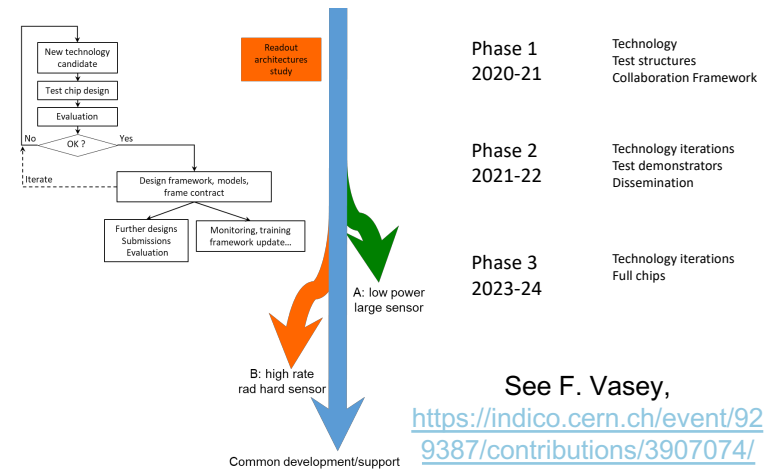 New technology
candidate
Test chip design
Evaluation
No
OK ?
Yes
Iterate
Design framework, models,
frame contract
Further designs
Submissions
Evaluation
Monitoring, training
framework update…
Readout
architectures
study
A: low power
large sensor
B: high rate
rad hard sensor
Common development/support
Phase 1
2020-21
Technology
Test structures
Collaboration Framework
Phase 2
2021-22
Technology iterations
Test demonstrators
Dissemination
Phase 3
2023-24
Technology iterations
Full chips
See F. Vasey,
https://indico.cern.ch/event/92
9387/contributions/3907074/